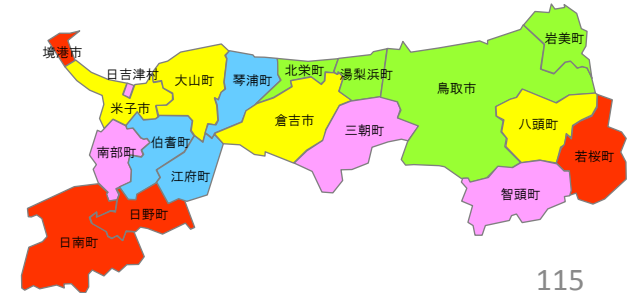 境港市
岩美町
日吉津村
大山町
琴浦町
北栄町
湯梨浜町
鳥取市
米子市
倉吉市
三朝町
八頭町
南部町
伯耆町
若桜町
江府町
智頭町
日野町
日南町
115